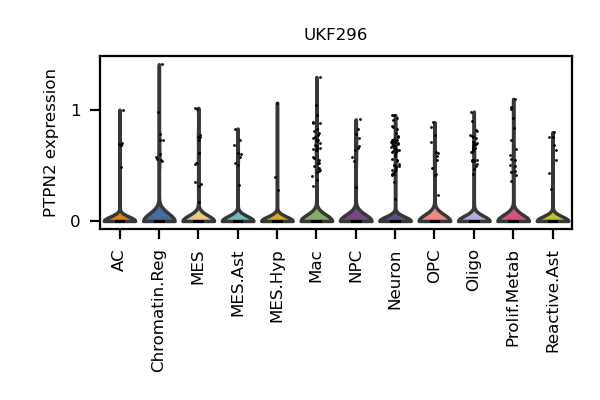 UKF296
PTPN2 expression
1
0
AC
Chromatin.Reg
MES
MES.Ast
MES.Hyp
Mac
NPC
Neuron
OPC
Oligo
Prolif.Metab
Reactive.Ast